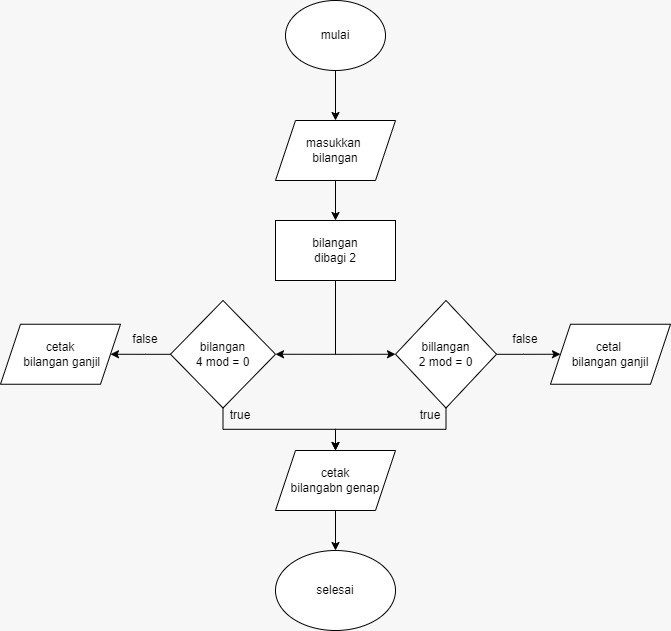 mulai
masukkan
bilangan
bilangan
dibagi 2
cetak
bilangan ganjil
false
bilangan
4 mod = 0
billangan
2 mod = 0
false
cetal
bilangan ganjil
true
true
cetak
bilangabn genap
selesai